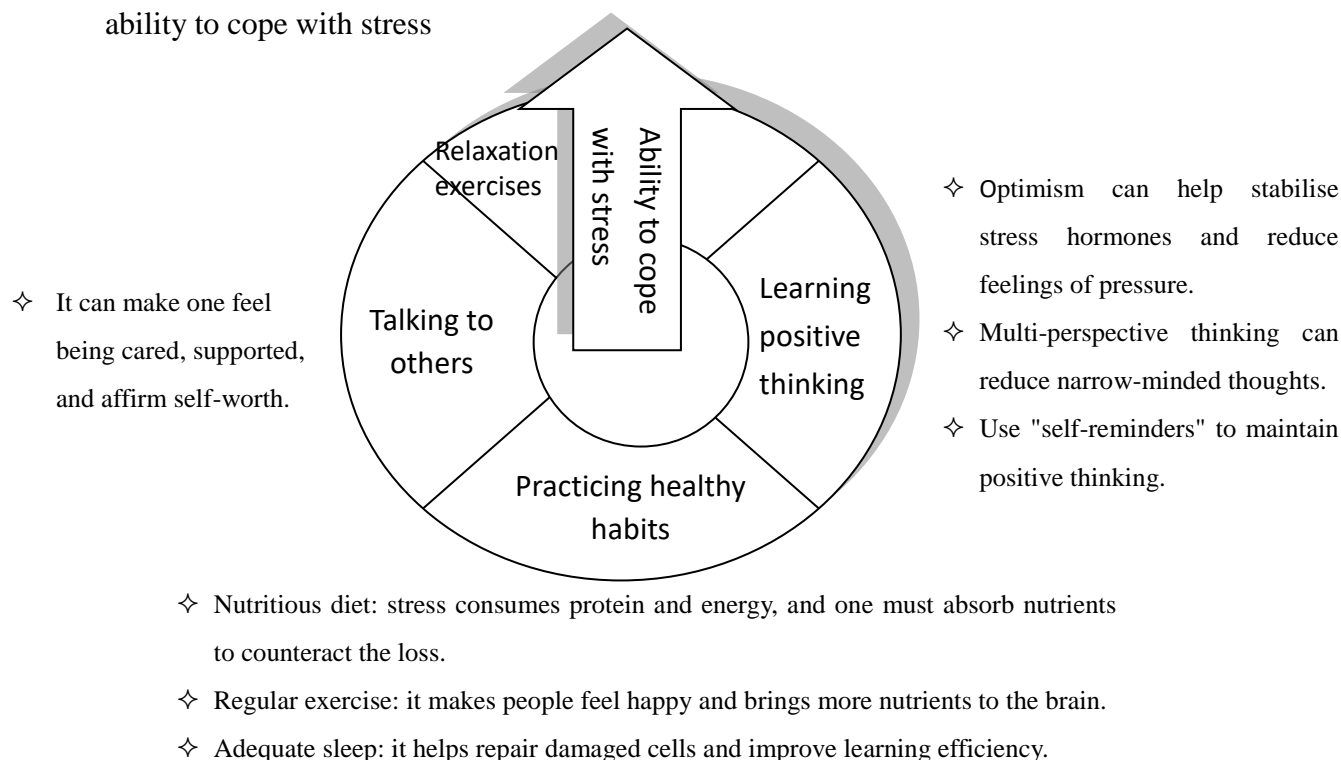 ability to cope with stress
Relaxation
exercises
Ability to cope
with stress
✧ Optimism can help stabilise
stress hormones and reduce
feelings of pressure.
✧ Multi-perspective thinking can
reduce narrow-minded thoughts.
✧ Use "self-reminders" to maintain
positive thinking.
Learning
positive
thinking
✧ It can make one feel
being cared, supported,
and affirm self-worth.
Talking to
others
Practicing healthy
habits
✧ Nutritious diet: stress consumes protein and energy, and one must absorb nutrients
to counteract the loss.
✧ Regular exercise: it makes people feel happy and brings more nutrients to the brain.
✧ Adequate sleep: it helps repair damaged cells and improve learning efficiency.